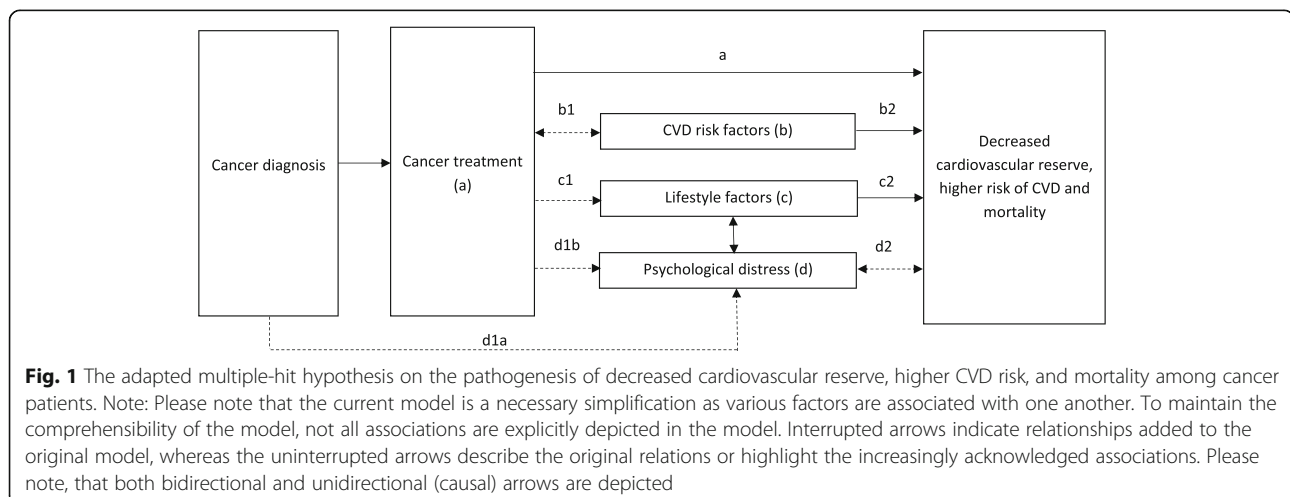 a
b1
b2
CVD risk factors (b)
Cancer diagnosis
Cancer treatment
(a)
Decreased
cardiovascular reserve,
higher risk of CVD and
mortality
c1
c2
Lifestyle factors (c)
d1b
d2
Psychological distress (d)
d1a
Fig. 1 The adapted multiple-hit hypothesis on the pathogenesis of decreased cardiovascular reserve, higher CVD risk, and mortality among cancer
patients. Note: Please note that the current model is a necessary simplification as various factors are associated with one another. To maintain the
comprehensibility of the model, not all associations are explicitly depicted in the model. Interrupted arrows indicate relationships added to the
original model, whereas the uninterrupted arrows describe the original relations or highlight the increasingly acknowledged associations. Please
note, that both bidirectional and unidirectional (causal) arrows are depicted